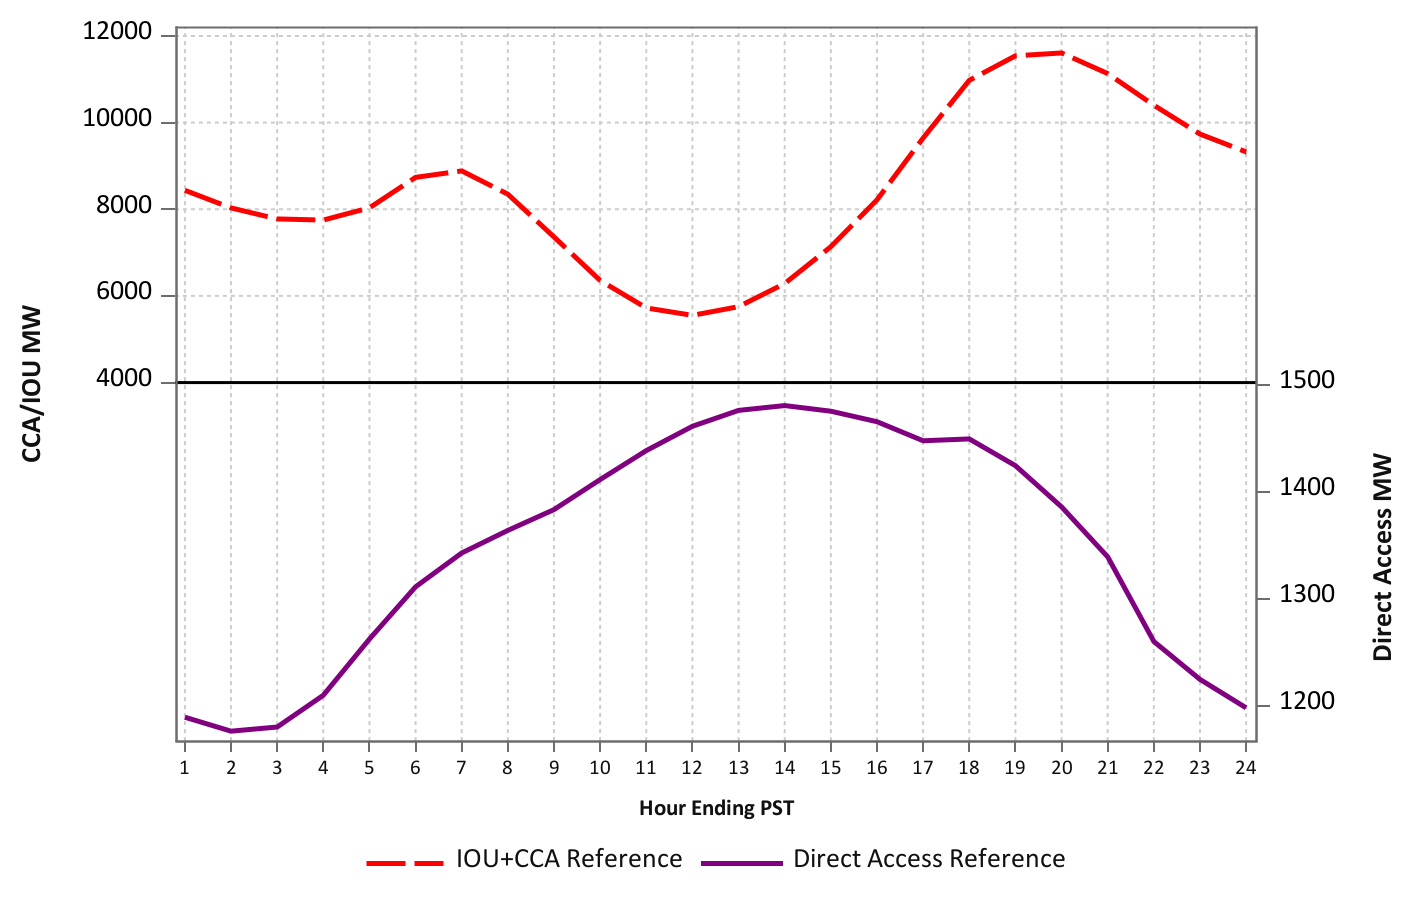 12000
10000
8000
6000
4000
CCA/IOU MW
1500
1400
1300
1200
Direct Access MW
1 2 3 4 5 6 7 8 9 10 11 12 13 14 15 16 17 18 19 20 21 22 23 24
Hour Ending PST
IOU+CCA Reference Direct Access Reference